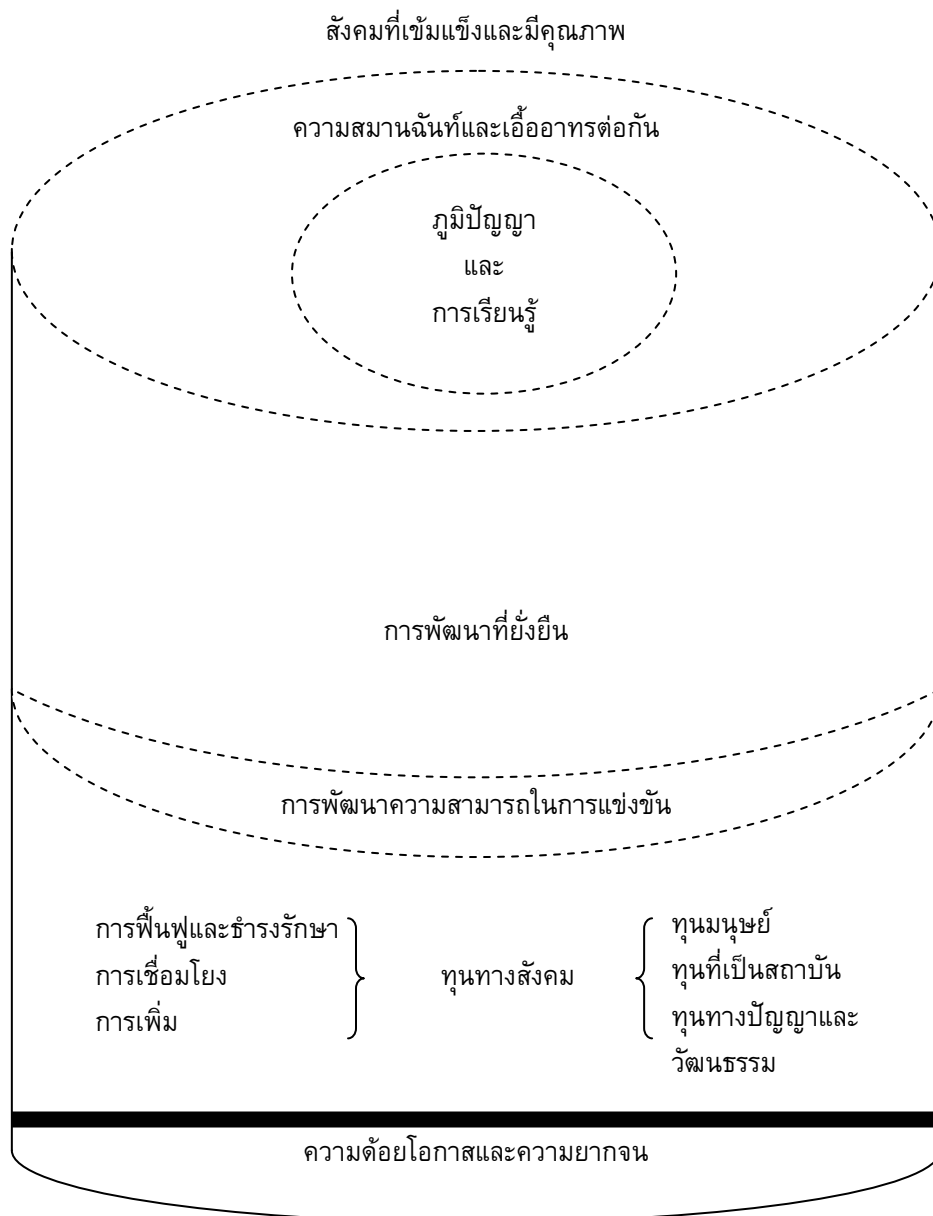 สังคมที่เข้มแข็งและมีคุณภาพ
ความสมานฉันท์และเอื้ออาทรต่อกัน
ภูมิปัญญา
และ
การเรียนรู้
การพัฒนาที่ยั่งยืน
การพัฒนาความสามารถในการแข่งขัน
การฟื้นฟูและธำรงรักษา
การเชื่อมโยง
การเพิ่ม
ทุนทางสังคม
ทุนมนุษย์
ทุนที่เป็นสถาบัน
ทุนทางปัญญาและ
วัฒนธรรม
ความด้อยโอกาสและความยากจน